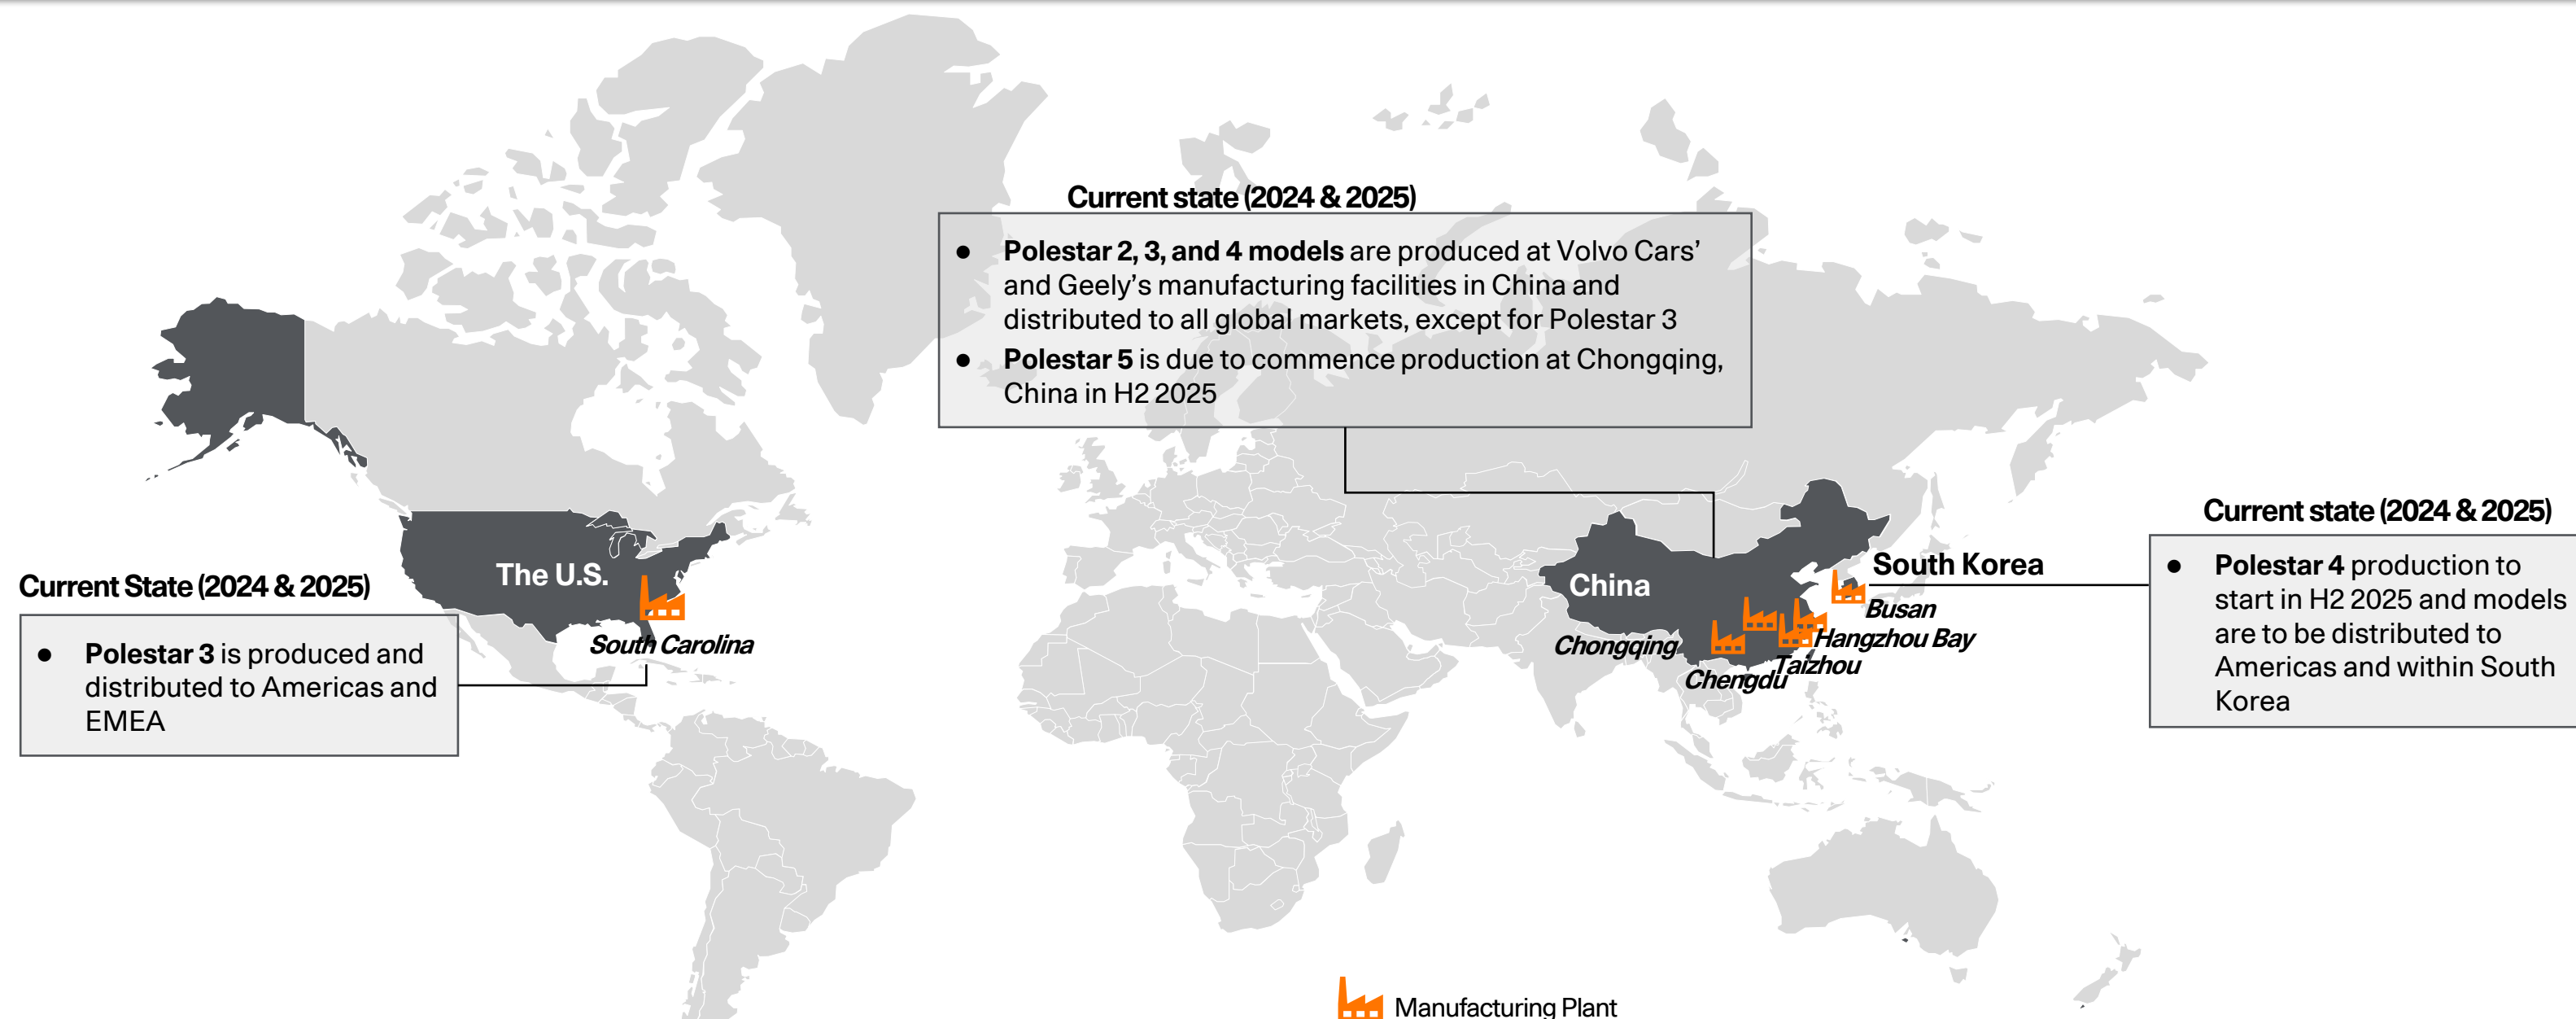 Current state (2024 & 2025)
● Polestar 2, 3, and 4 models are produced at Volvo Cars’
and Geely’s manufacturing facilities in China and
distributed to all global markets, except for Polestar 3
● Polestar 5 is due to commence production at Chongqing,
China in H2 2025
Current State (2024 & 2025)
● Polestar 3 is produced and
distributed to Americas and
EMEA
The U.S.
South Carolina
China
Chongqing
Chengdu
Taizhou
Hangzhou Bay
Busan
South Korea
Current state (2024 & 2025)
● Polestar 4 production to
start in H2 2025 and models
are to be distributed to
Americas and within South
Korea
Manufacturing Plant